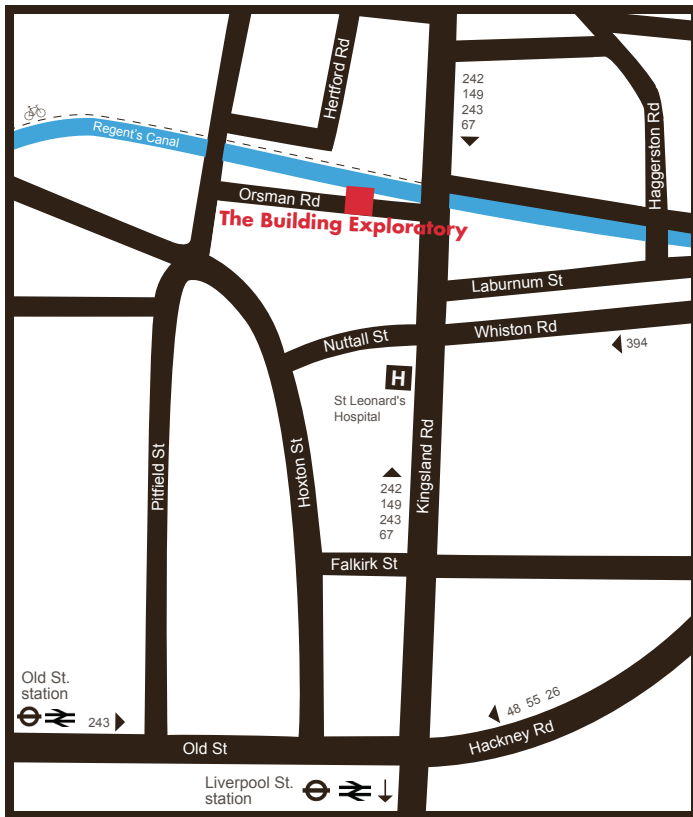 Hertford Rd
242
149
243
67
Haggerston Rd
Regent's Canal
Orsman Rd
The Building Exploratory
Laburnum St
Whiston Rd
Nuttall St
394
H
St Leonard's
Hospital
Kingsland Rd
Pitfield St
Hoxton St
242
149
243
67
Falkirk St
Old St.
station
243
48 55 26
Hackney Rd
Old St
Liverpool St.
station